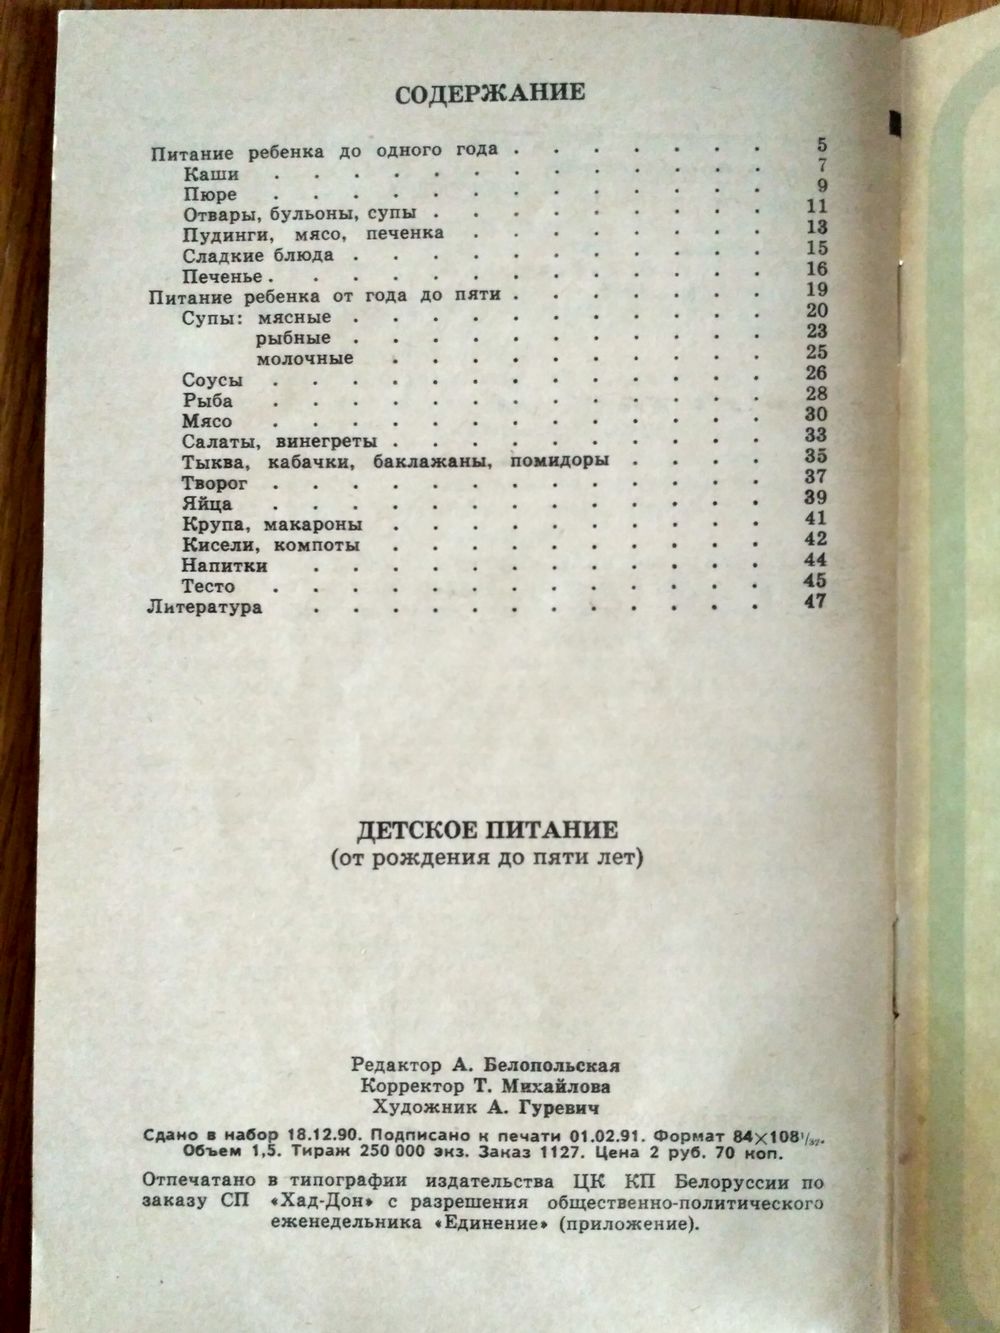 СОДЕРЖАНИЕ
Питание ребенка до одного года . . . . . . . 5
Каши . . . . . . . . . . . . . 7
Пюре . . . . . . . . . . . . . 9
Отвары, бульоны, супы . . . . . . . . . 11
Пудинги, мясо, печенка . . . . . . . . 13
Сладкие блюда . . . . . . . . . . . 15
Печенье . . . . . . . . . . . . . 16
Питание ребенка от года до пяти . . . . . . . 19
Супы: мясные . . . . . . . . . . . 20
рыбные . . . . . . . . . . . 23
молочные . . . . . . . . . . 25
Соусы . . . . . . . . . . . . . 26
Рыба . . . . . . . . . . . . . 28
Мясо . . . . . . . . . . . . . 30
Салаты, винегреты . . . . . . . . . . 33
Тыква, кабачки, баклажаны, помидоры . . . . 35
Творог . . . . . . . . . . . . . 37
Яйца . . . . . . . . . . . . . 39
Крупа, макароны . . . . . . . . . . 41
Кисели, компоты . . . . . . . . . . 42
Напитки . . . . . . . . . . . . 44
Тесто . . . . . . . . . . . . . 45
Литература . . . . . . . . . . . . 47
ДЕТСКОЕ ПИТАНИЕ
(от рождения до пяти лет)
Редактор А. Белопольская
Корректор Т. Михайлова
Художник А. Гуревич
Сдано в набор 18.12.90. Подписано к печати 01.02.91. Формат 84×108¹/₃₂.
Объем 1,5. Тираж 250 000 экз. Заказ 1127. Цена 2 руб. 70 коп.
Отпечатано в типографии издательства ЦК КП Белоруссии по
заказу СП «Хад-Дон» с разрешения общественно-политического
еженедельника «Единение» (приложение).